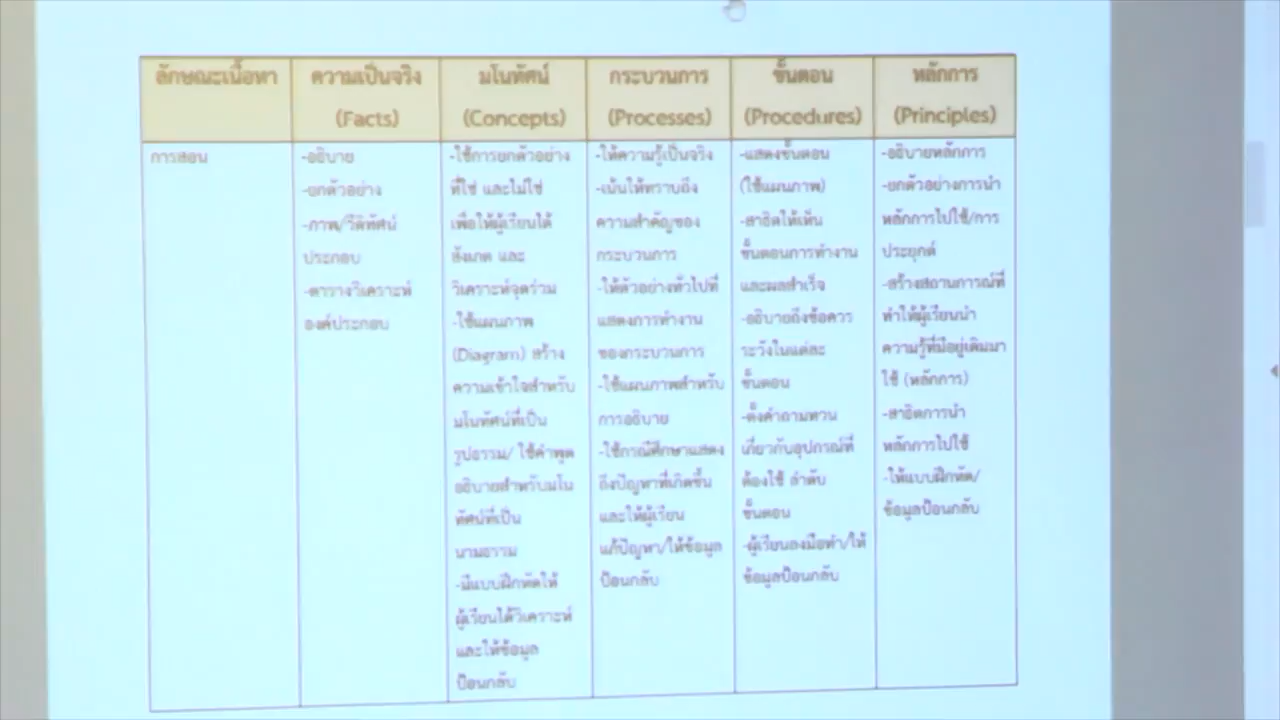 ลักษณะเนื้อหา
ความเป็นจริง
(Facts)
มโนทัศน์
(Concepts)
กระบวนการ
(Processes)
ขั้นตอน
(Procedures)
หลักการ
(Principles)
การสอน
-อธิบาย
-ยกตัวอย่าง
-ภาพ/วีดิทัศน์
ประกอบ
-ตารางวิเคราะห์
องค์ประกอบ
-ใช้การยกตัวอย่าง
ที่ใช่ และไม่ใช่
เพื่อให้ผู้เรียนได้
สังเกต และ
วิเคราะห์จุดร่วม
-ใช้แผนภาพ
(Diagram) สร้าง
ความเข้าใจสำหรับ
มโนทัศน์ที่เป็น
รูปธรรม/ ใช้คำพูด
อธิบายสำหรับมโน
ทัศน์ที่เป็น
นามธรรม
-มีแบบฝึกหัดให้
ผู้เรียนได้วิเคราะห์
และให้ข้อมูล
ป้อนกลับ
-ให้ความรู้เป็นจริง
-เน้นให้ทราบถึง
ความสำคัญของ
กระบวนการ
-ให้ตัวอย่างทั่วไปที่
แสดงการทำงาน
ของกระบวนการ
-ใช้แผนภาพสำหรับ
การอธิบาย
-ใช้กรณีศึกษาแสดง
ถึงปัญหาที่เกิดขึ้น
และให้ผู้เรียน
แก้ปัญหา/ให้ข้อมูล
ป้อนกลับ
-แสดงขั้นตอน
(ใช้แผนภาพ)
-สาธิตให้เห็น
ขั้นตอนการทำงาน
และผลสำเร็จ
-อธิบายถึงข้อควร
ระวังในแต่ละ
ขั้นตอน
-ตั้งคำถามทวน
เกี่ยวกับอุปกรณ์ที่
ต้องใช้ ลำดับ
ขั้นตอน
-ผู้เรียนลงมือทำ/ให้
ข้อมูลป้อนกลับ
-อธิบายหลักการ
-ยกตัวอย่างการนำ
หลักการไปใช้/การ
ประยุกต์
-สร้างสถานการณ์ที่
ทำให้ผู้เรียนนำ
ความรู้ที่มีอยู่เดิมมา
ใช้ (หลักการ)
-สาธิตการนำ
หลักการไปใช้
-ให้แบบฝึกหัด/
ข้อมูลป้อนกลับ